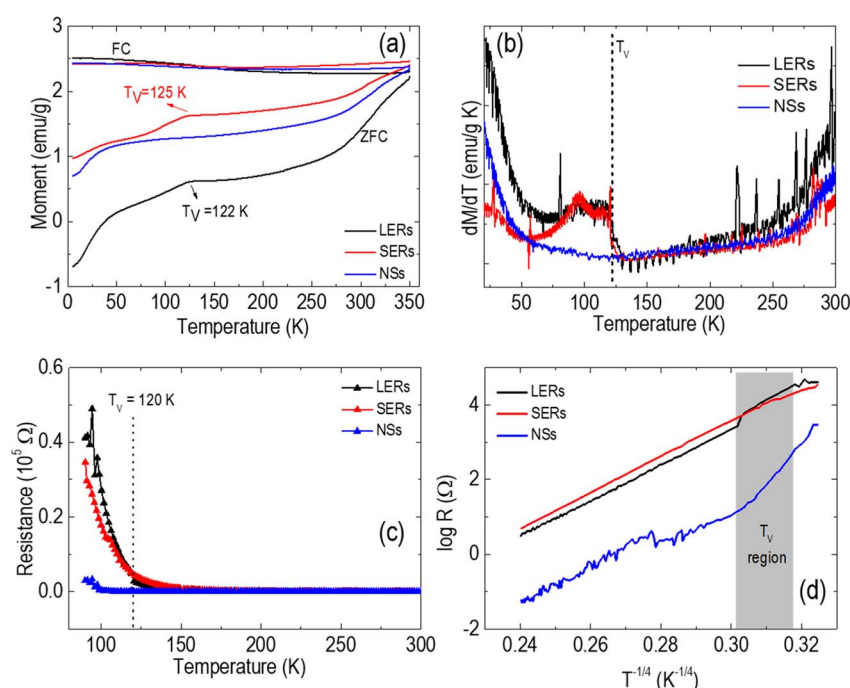 (a)
FC
T_V=125 K
ZFC
T_V =122 K
LERs
SERs
NSs
Moment (emu/g)
3
2
1
0
-1
0 50 100 150 200 250 300 350
Temperature (K)
(b)
T_V
LERs
SERs
NSs
dM/dT (emu/g K)
50 100 150 200 250 300
Temperature (K)
LERs
SERs
NSs
T_V = 120 K
(c)
Resistance (10^5 Ω)
0.6
0.4
0.2
0.0
100 150 200 250 300
Temperature (K)
LERs
SERs
NSs
T_V
region
(d)
log R (Ω)
4
2
0
-2
0.24 0.26 0.28 0.30 0.32
T^-1/4 (K^-1/4)